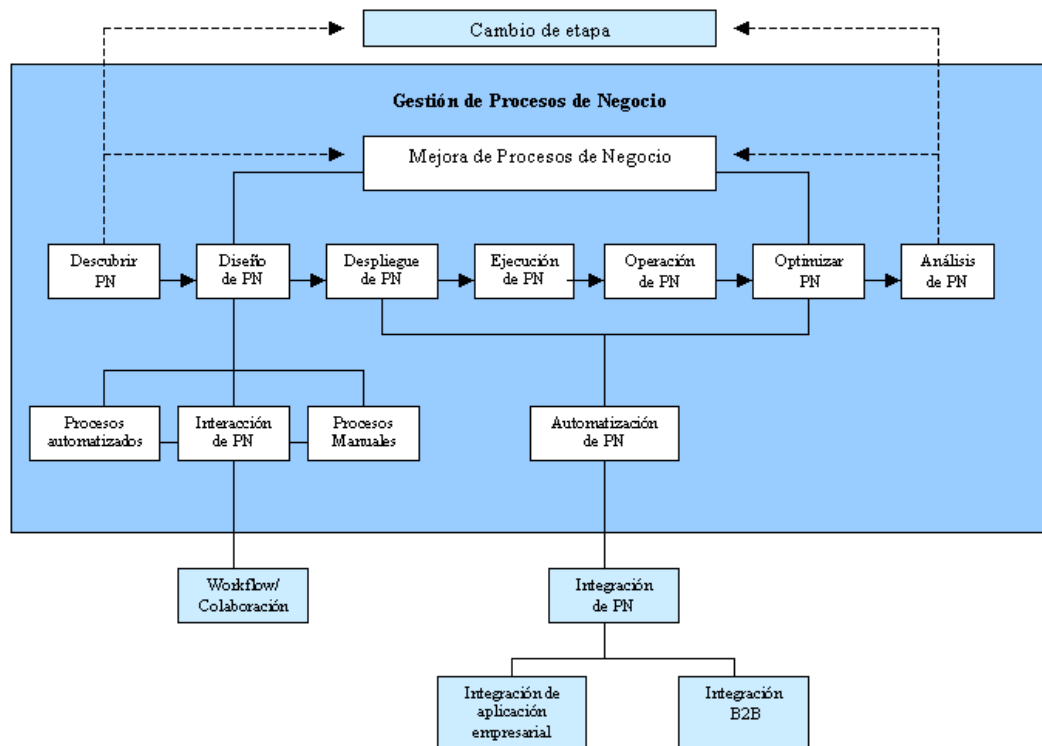 Cambio de etapa
Gestión de Procesos de Negocio
Mejora de Procesos de Negocio
Descubrir
PN
Diseño
de PN
Despliegue
de PN
Ejecución
de PN
Operación
de PN
Optimizar
PN
Análisis
de PN
Procesos
automatizados
Interacción
de PN
Procesos
Manuales
Automatización
de PN
Workflow/
Colaboración
Integración
de PN
Integración de
aplicación
empresarial
Integración
B2B